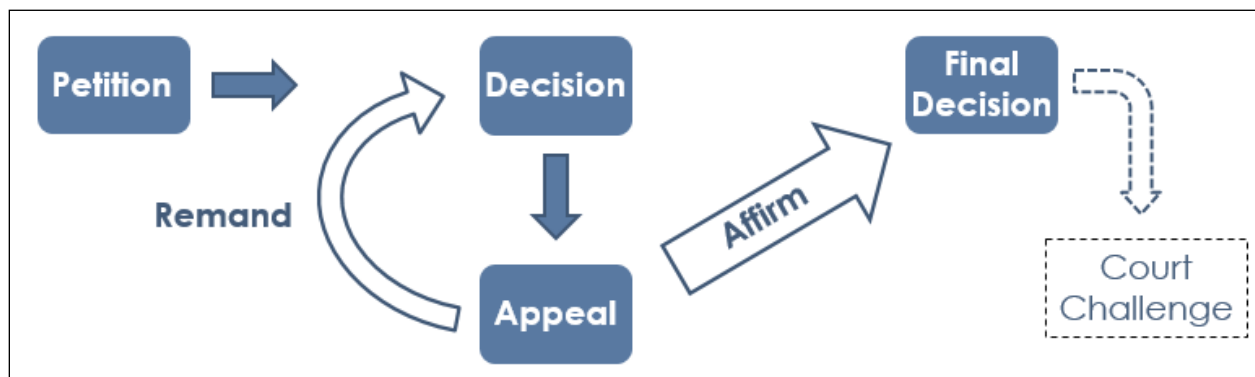 Petition
Decision
Final
Decision
Remand
Affirm
Appeal
Court
Challenge